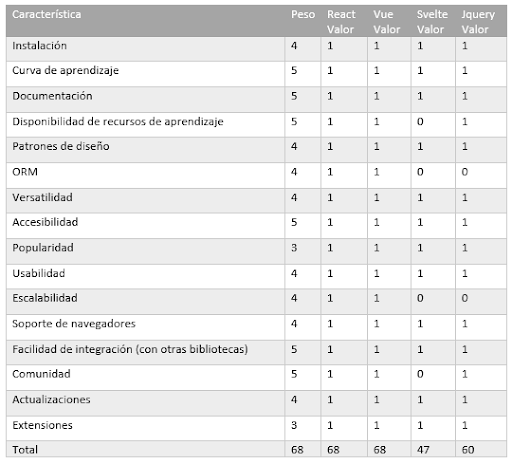 Característica Peso React Valor Vue Valor Svelte Valor Jquery Valor
Instalación 4 1 1 1 1
Curva de aprendizaje 5 1 1 1 1
Documentación 5 1 1 1 1
Disponibilidad de recursos de aprendizaje 5 1 1 0 1
Patrones de diseño 4 1 1 1 1
ORM 4 1 1 0 0
Versatilidad 4 1 1 1 1
Accesibilidad 5 1 1 1 1
Popularidad 3 1 1 1 1
Usabilidad 4 1 1 1 1
Escalabilidad 4 1 1 0 0
Soporte de navegadores 4 1 1 1 1
Facilidad de integración (con otras bibliotecas) 5 1 1 1 1
Comunidad 5 1 1 0 1
Actualizaciones 4 1 1 1 1
Extensiones 3 1 1 1 1
Total 68 68 68 47 60